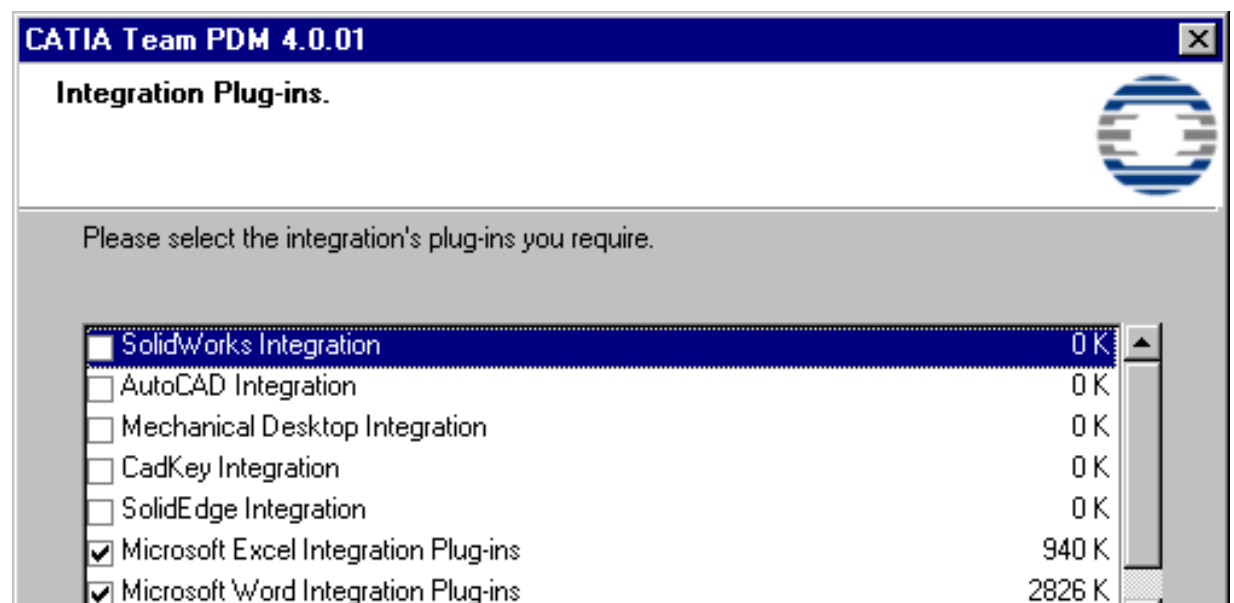 CATIA Team PDM 4.0.01
Integration Plug-ins.
Please select the integration's plug-ins you require.
SolidWorks Integration 0 K
AutoCAD Integration 0 K
Mechanical Desktop Integration 0 K
CadKey Integration 0 K
SolidEdge Integration 0 K
Microsoft Excel Integration Plug-ins 940 K
Microsoft Word Integration Plug-ins 2826 K